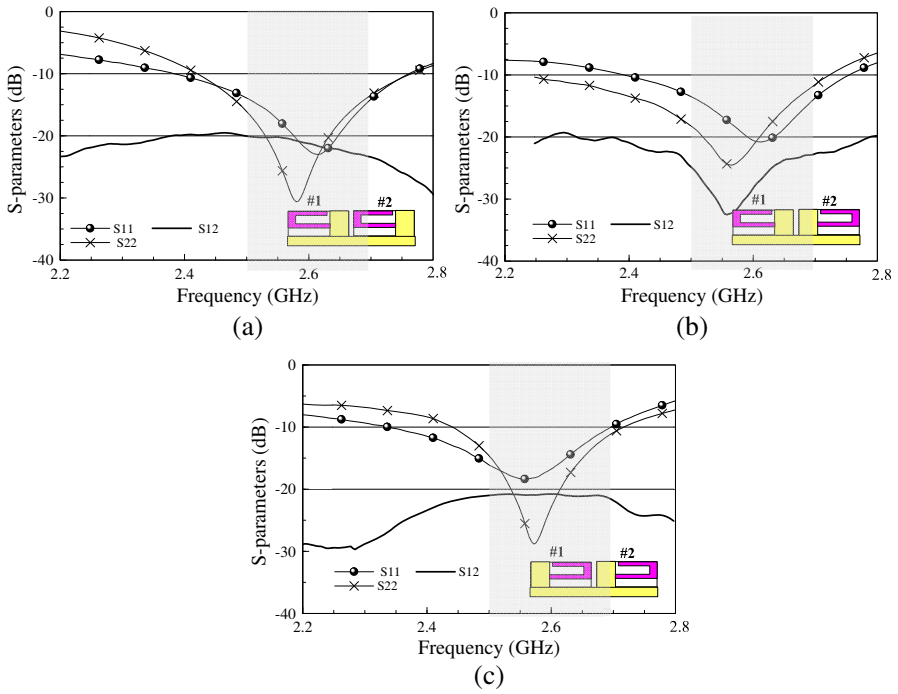 0
-10
-20
-30
-40
S-parameters (dB)
#1
#2
S11
S12
S22
2.2
2.4
2.6
2.8
Frequency (GHz)
(a)
0
-10
-20
-30
-40
S-parameters (dB)
#1
#2
S11
S12
S22
2.2
2.4
2.6
2.8
Frequency (GHz)
(b)
0
-10
-20
-30
-40
S-parameters (dB)
#1
#2
S11
S12
S22
2.2
2.4
2.6
2.8
Frequency (GHz)
(c)